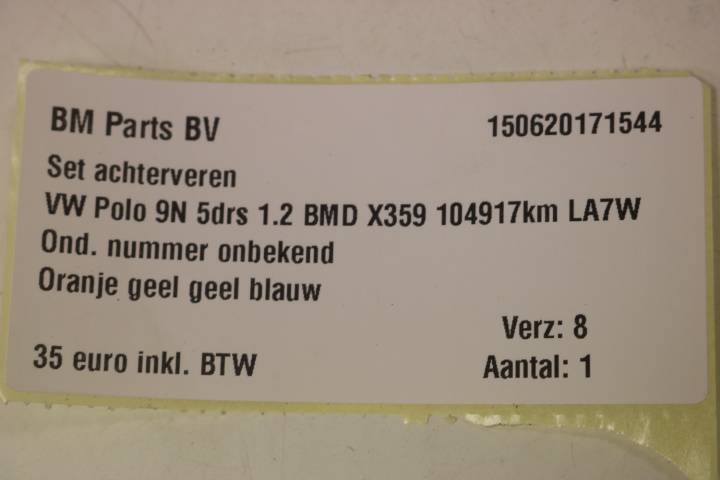 BM Parts BV 150620171544
Set achterveren
VW Polo 9N 5drs 1.2 BMD X359 104917km LA7W
Ond. nummer onbekend
Oranje geel geel blauw
Verz: 8
35 euro inkl. BTW Aantal: 1